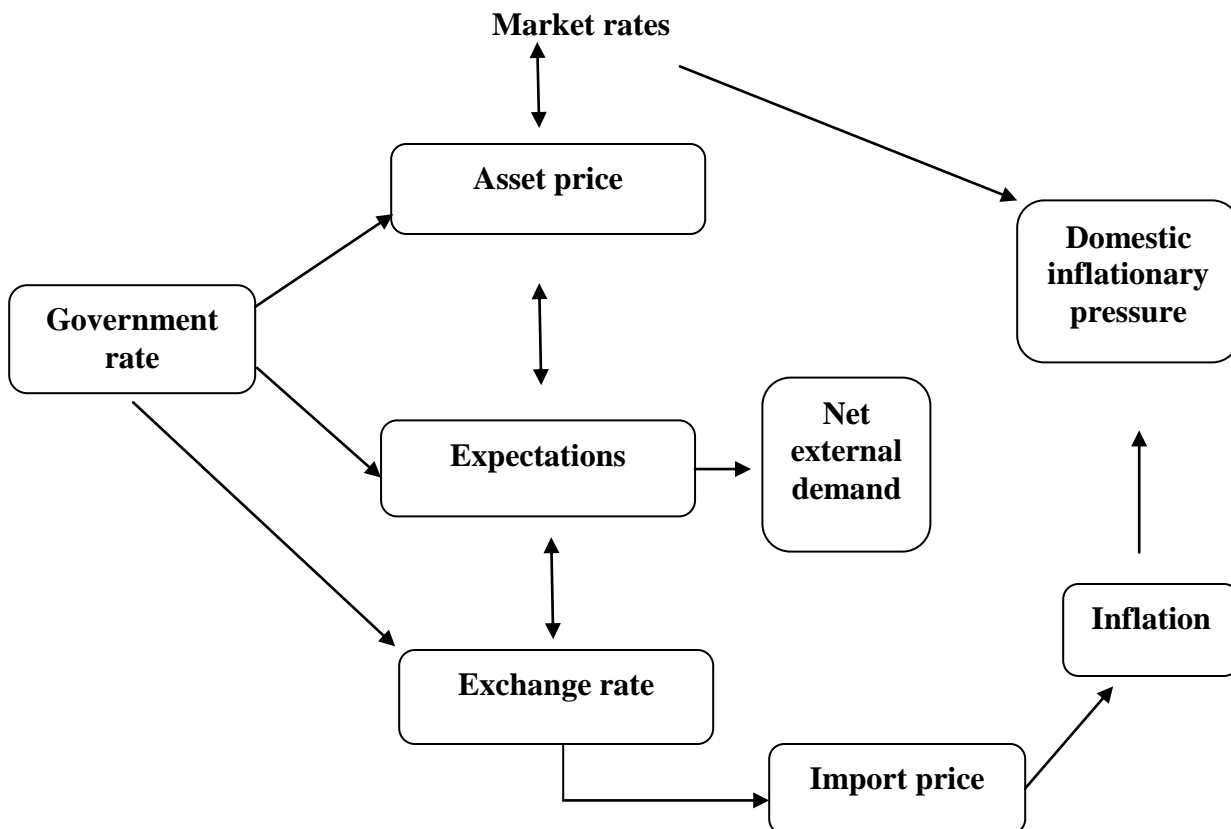 Market rates
Asset price
Domestic
inflationary
pressure
Government
rate
Net
external
demand
Expectations
Inflation
Exchange rate
Import price